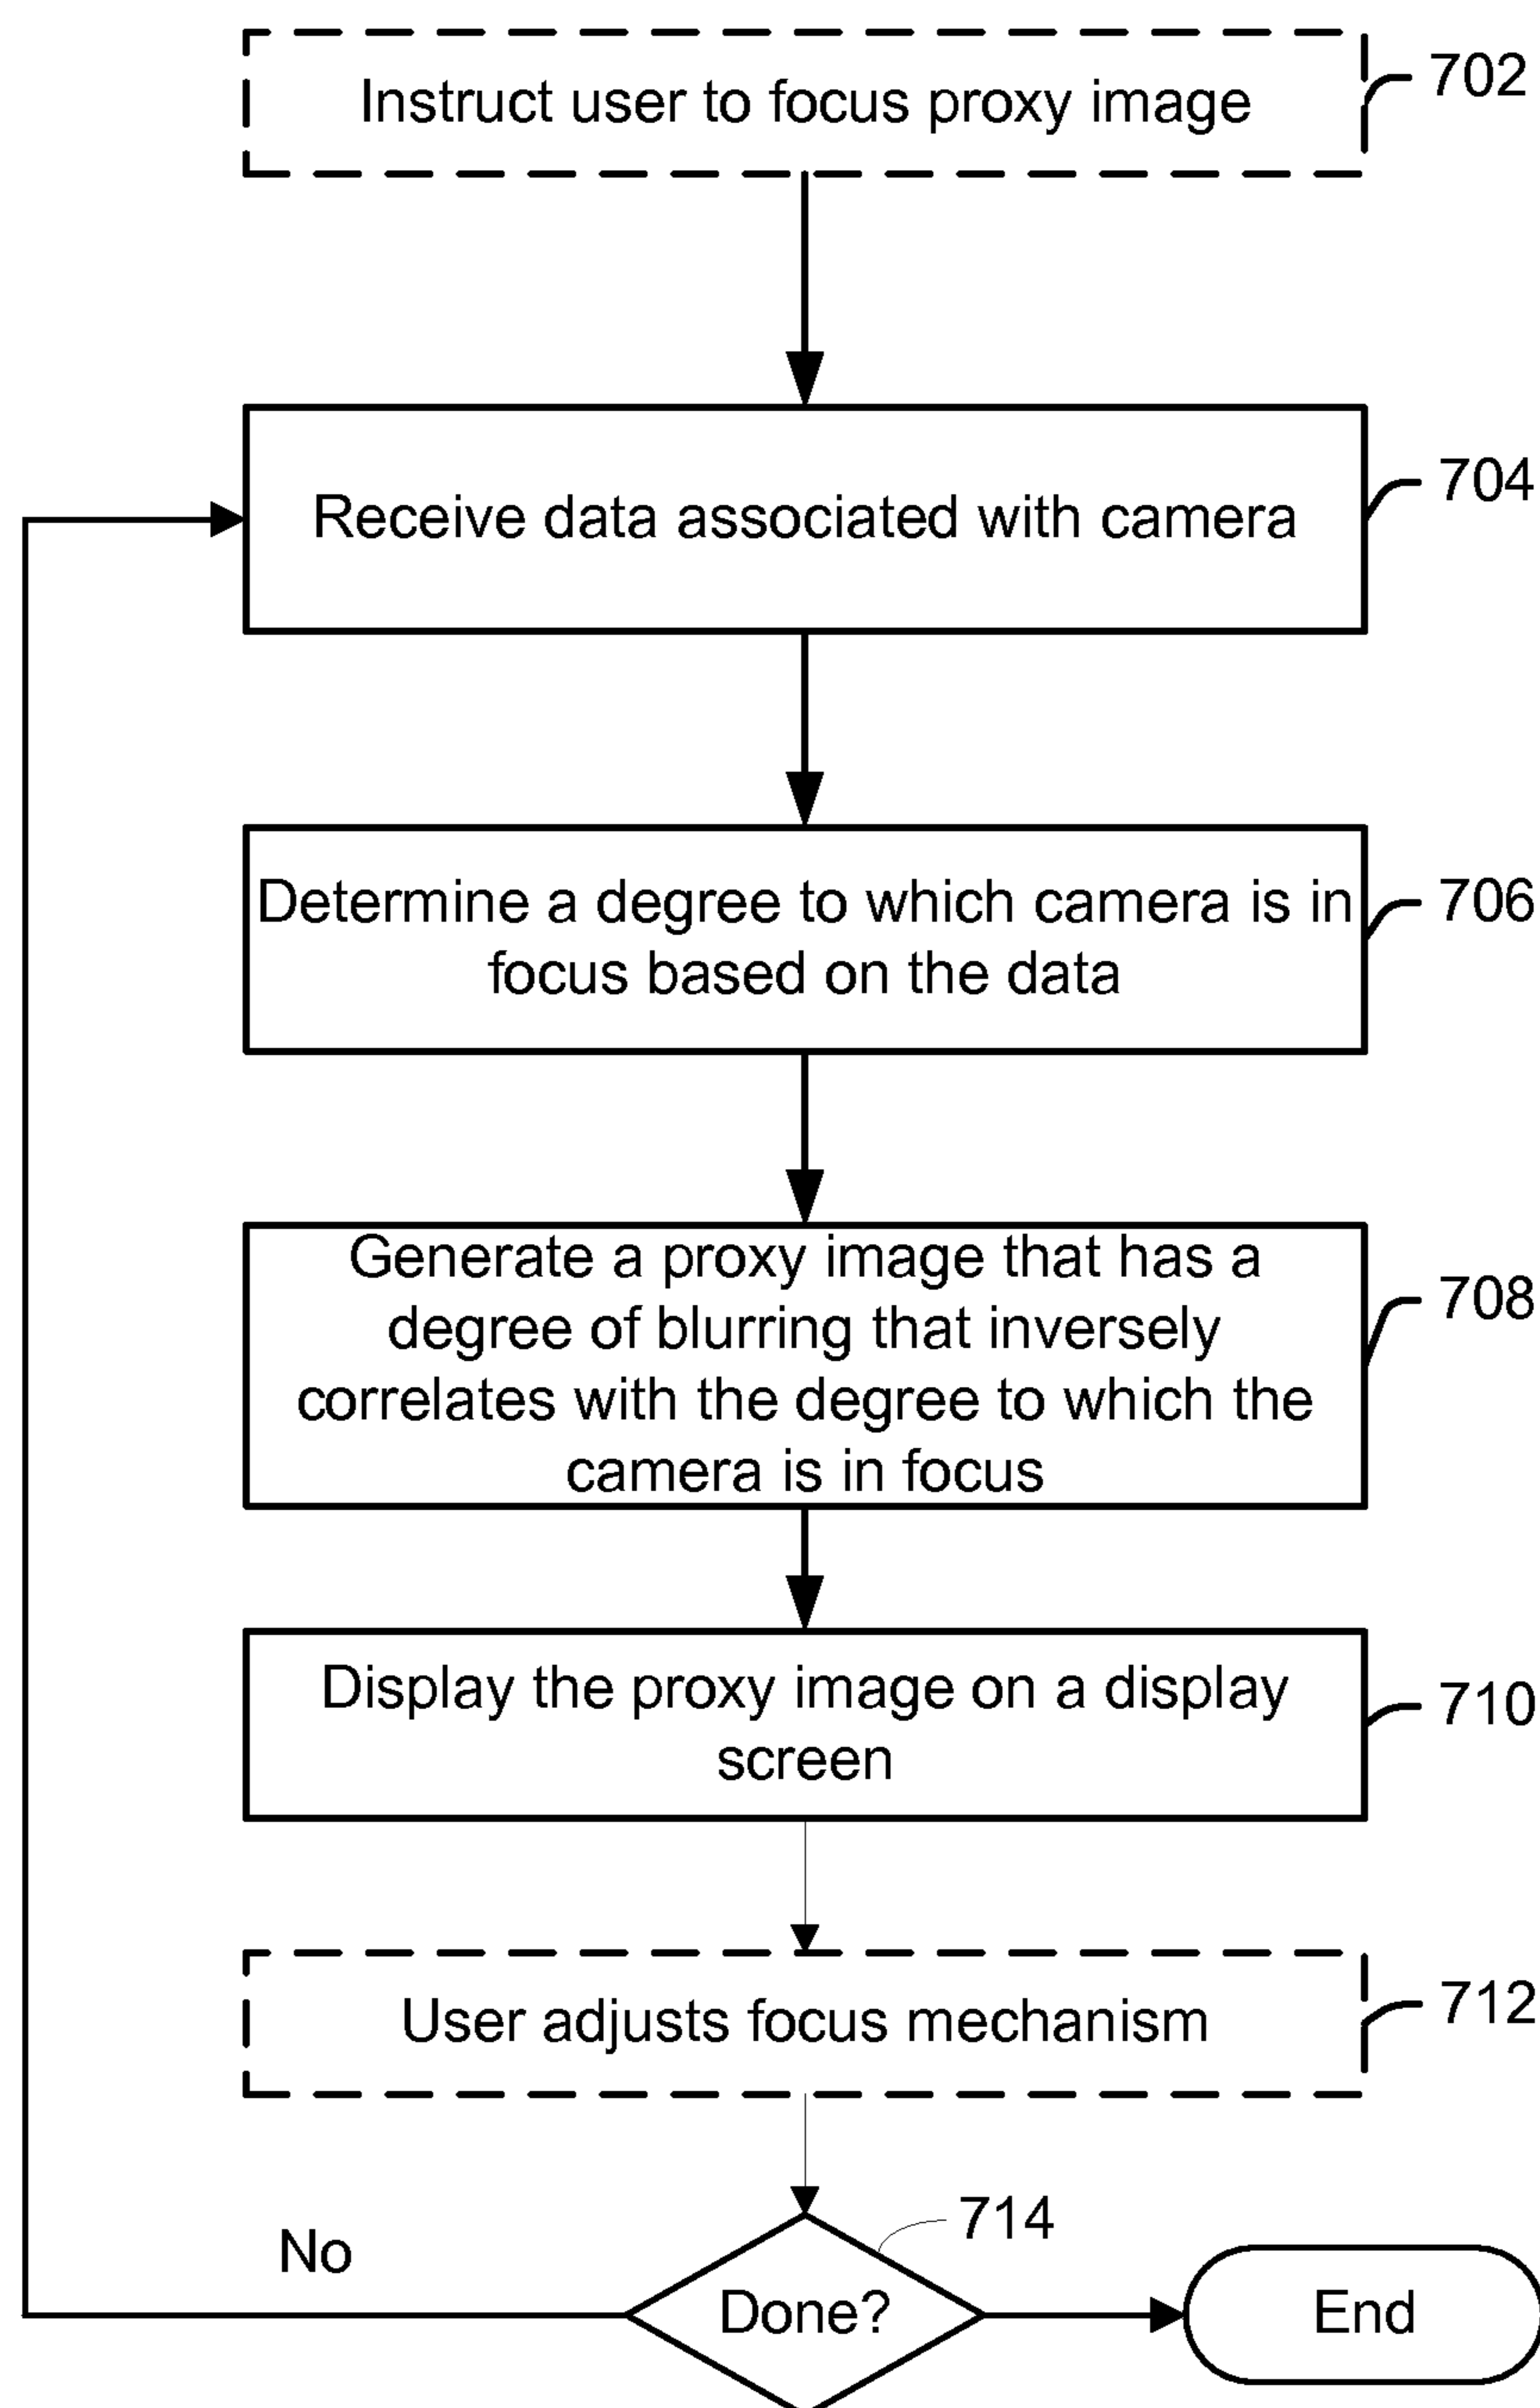 Instruct user to focus proxy image
702
Receive data associated with camera
704
Determine a degree to which camera is in
focus based on the data
706
Generate a proxy image that has a
degree of blurring that inversely
correlates with the degree to which the
camera is in focus
708
Display the proxy image on a display
screen
710
User adjusts focus mechanism
712
714
No
Done?
End